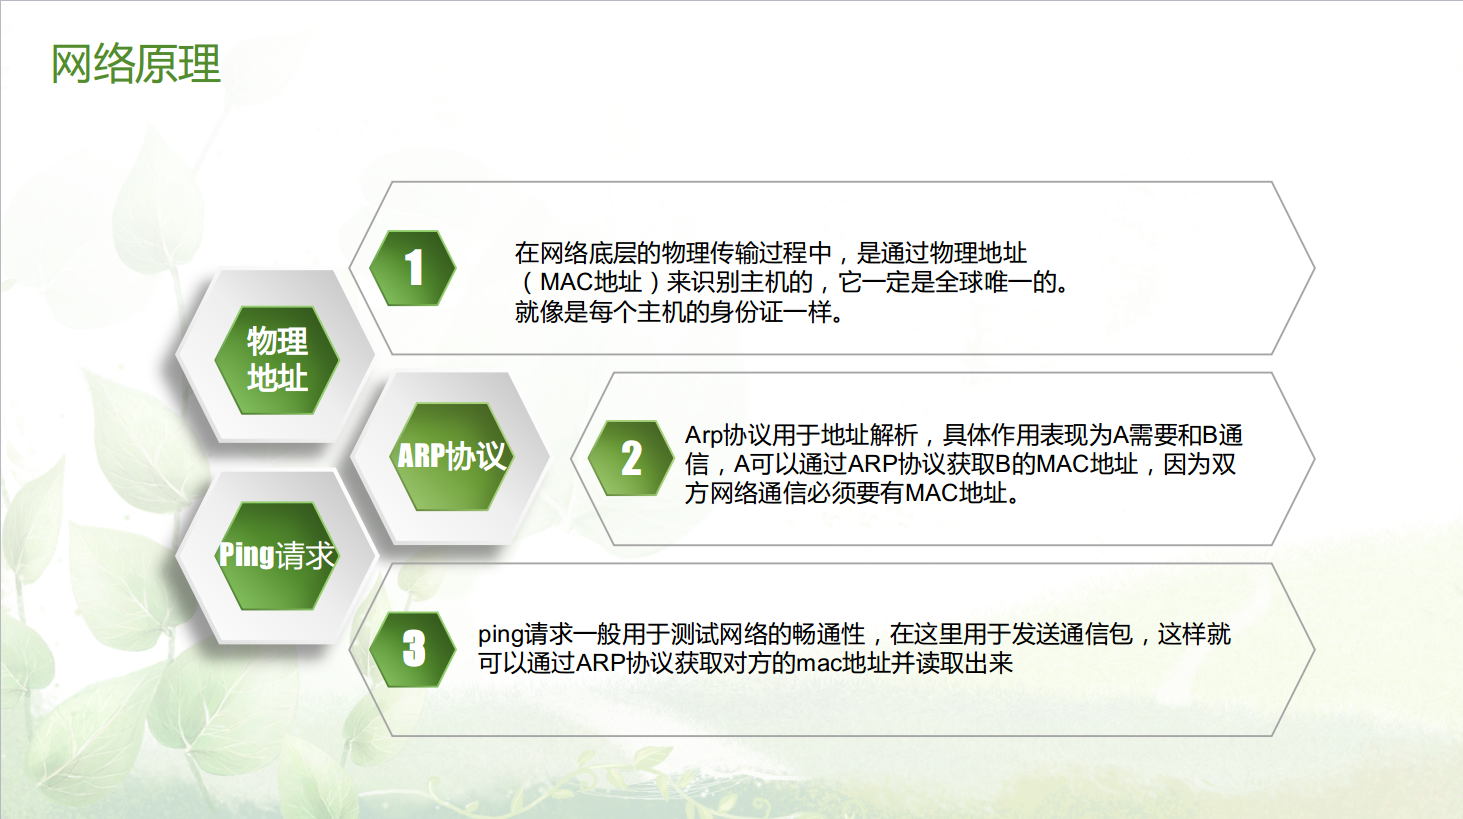 网络原理
物理
地址
1
在网络底层的物理传输过程中，是通过物理地址
（MAC地址）来识别主机的，它一定是全球唯一的。
就像是每个主机的身份证一样。
ARP协议
2
Arp协议用于地址解析，具体作用表现为A需要和B通
信，A可以通过ARP协议获取B的MAC地址，因为双
方网络通信必须要有MAC地址。
Ping请求
3
ping请求一般用于测试网络的畅通性，在这里用于发送通信包，这样就
可以通过ARP协议获取对方的mac地址并读取出来